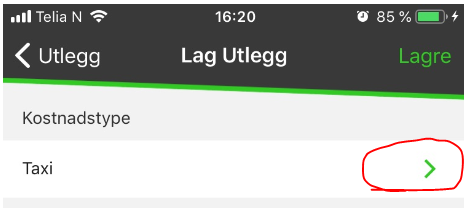 Telia N 16:20 85 %
Utlegg Lag Utlegg Lagre
Kostnadstype
Taxi